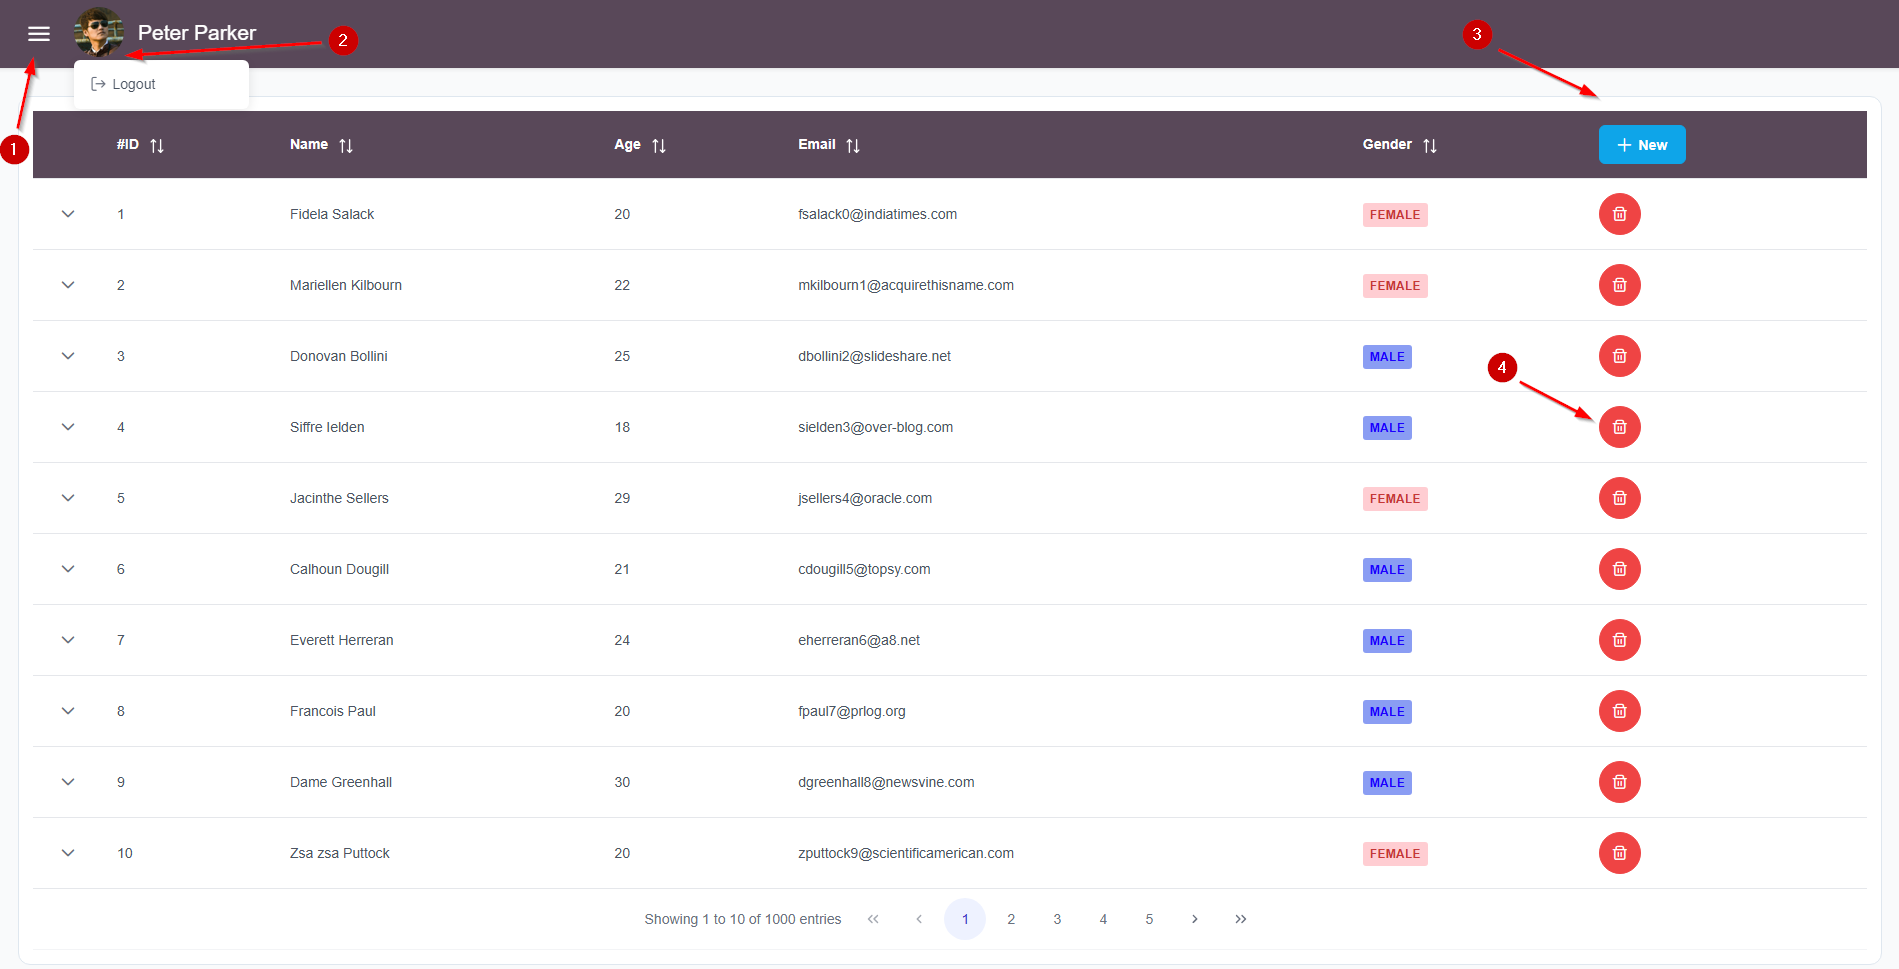 Peter Parker
2
3
Logout
1
#ID Name Age Email Gender New
1 Fidela Salack 20 fsalack0@indiatimes.com FEMALE
2 Mariellen Kilbourn 22 mkilbourn1@acquirethisname.com FEMALE
3 Donovan Bollini 25 dbollini2@slideshare.net MALE
4
4 Siffre Ielden 18 sielden3@over-blog.com MALE
5 Jacinthe Sellers 29 jsellers4@oracle.com FEMALE
6 Calhoun Dougill 21 cdougill5@topsy.com MALE
7 Everett Herreran 24 eherreran6@a8.net MALE
8 Francois Paul 20 fpaul7@prlog.org MALE
9 Dame Greenhall 30 dgreenhall8@newsvine.com MALE
10 Zsa zsa Puttock 20 zputtock9@scientificamerican.com FEMALE
Showing 1 to 10 of 1000 entries « ‹ 1 2 3 4 5 › »